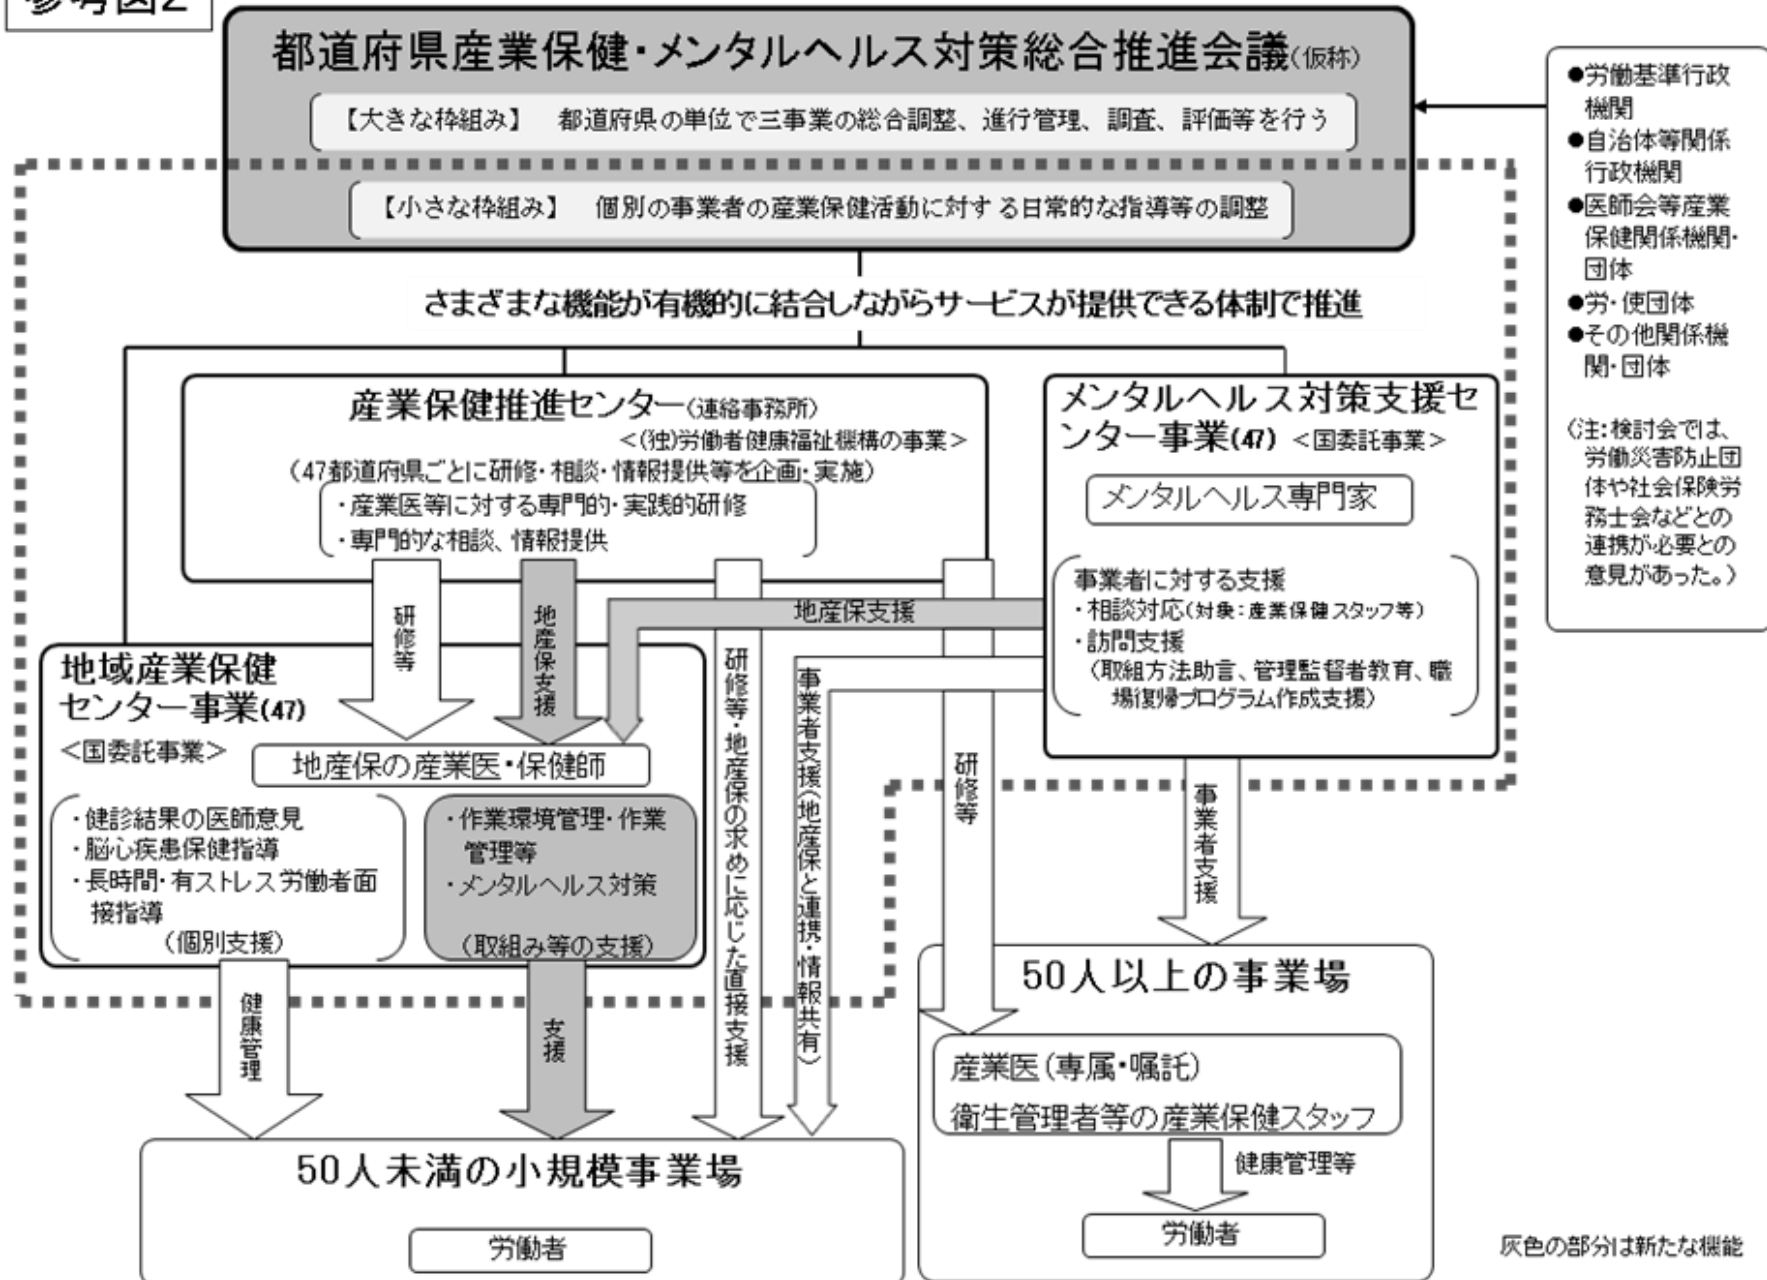 参考図2
都道府県産業保健・メンタルヘルス対策総合推進会議(仮称)
【大きな枠組み】　都道府県の単位で三事業の総合調整、進行管理、調査、評価等を行う
【小さな枠組み】　個別の事業者の産業保健活動に対する日常的な指導等の調整
●労働基準行政
機関
●自治体等関係
行政機関
●医師会等産業
保健関係機関・
団体
●労・使団体
●その他関係機
関・団体
(注:検討会では、
労働災害防止団
体や社会保険労
務士会などとの
連携が必要との
意見があった。)
さまざまな機能が有機的に結合しながらサービスが提供できる体制で推進
産業保健推進センター(連絡事務所)
<(独)労働者健康福祉機構の事業>
(47都道府県ごとに研修・相談・情報提供等を企画・実施)
・産業医等に対する専門的・実践的研修
・専門的な相談、情報提供
メンタルヘルス対策支援セ
ンター事業(47) <国委託事業>
メンタルヘルス専門家
事業者に対する支援
・相談対応(対象:産業保健スタッフ等)
・訪問支援
(取組方法助言、管理監督者教育、職
場復帰プログラム作成支援)
研修等
地産保支援
地産保支援
研修等・地産保の求めに応じた直接支援
事業者支援(地産保と連携・情報共有)
研修等
事業者支援
地域産業保健
センター事業(47)
<国委託事業>
地産保の産業医・保健師
・健診結果の医師意見
・脳心疾患保健指導
・長時間・有ストレス労働者面
接指導
(個別支援)
・作業環境管理・作業
管理等
・メンタルヘルス対策
(取組み等の支援)
健康管理
支援
50人未満の小規模事業場
労働者
50人以上の事業場
産業医(専属・嘱託)
衛生管理者等の産業保健スタッフ
健康管理等
労働者
灰色の部分は新たな機能